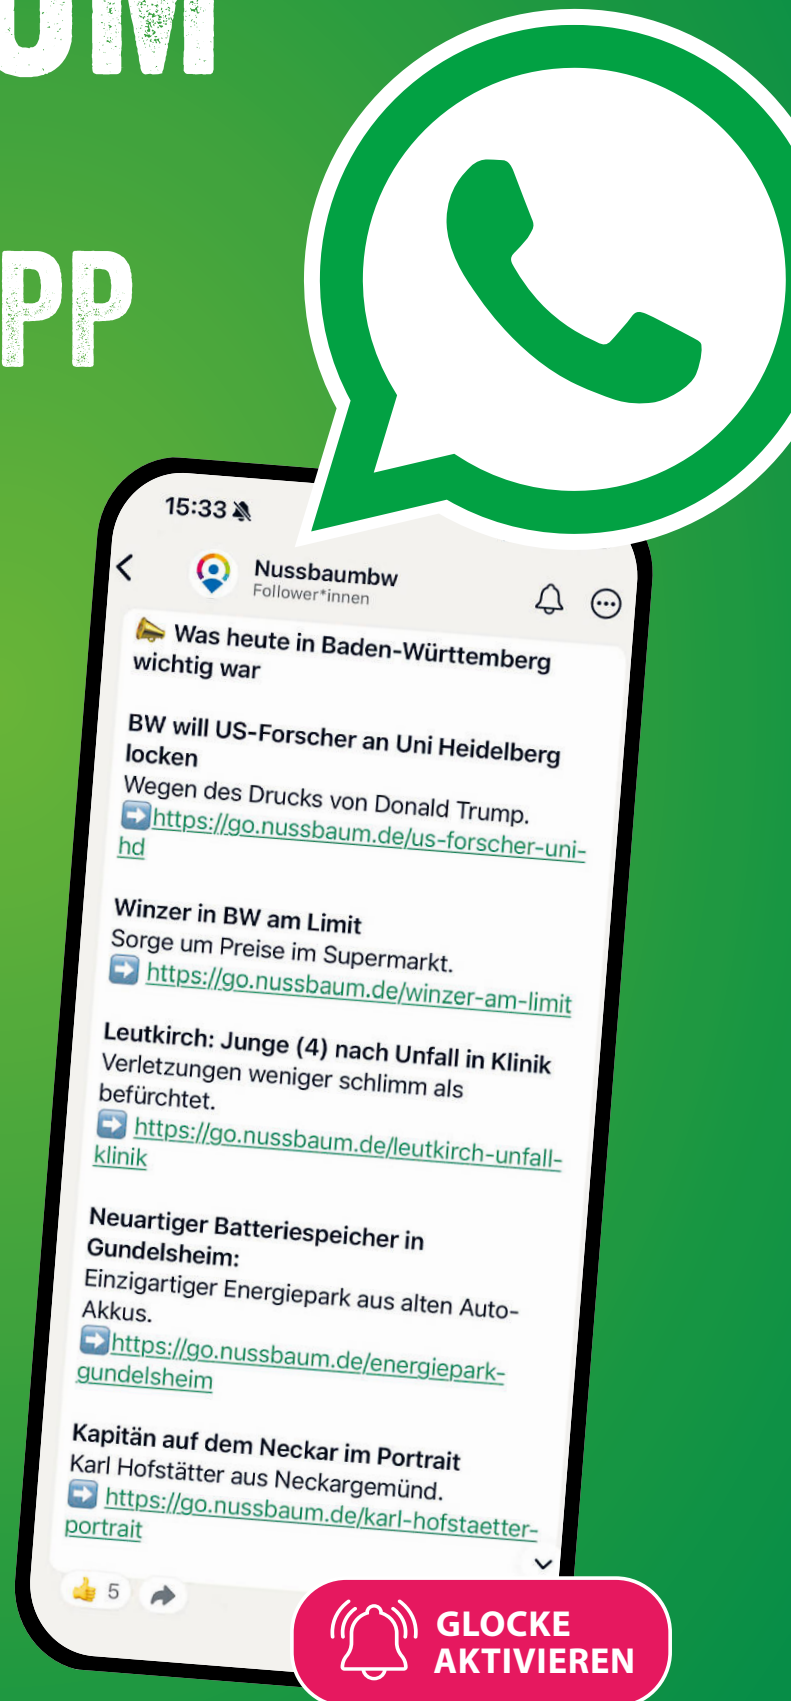 UM
PP
15:33
Nussbaumbw
Follower*innen
📣 Was heute in Baden-Württemberg
wichtig war
BW will US-Forscher an Uni Heidelberg
locken
Wegen des Drucks von Donald Trump.
➡️https://go.nussbaum.de/us-forscher-uni-
hd
Winzer in BW am Limit
Sorge um Preise im Supermarkt.
➡️ https://go.nussbaum.de/winzer-am-limit
Leutkirch: Junge (4) nach Unfall in Klinik
Verletzungen weniger schlimm als
befürchtet.
➡️ https://go.nussbaum.de/leutkirch-unfall-
klinik
Neuartiger Batteriespeicher in
Gundelsheim:
Einzigartiger Energiepark aus alten Auto-
Akkus.
➡️https://go.nussbaum.de/energiepark-
gundelsheim
Kapitän auf dem Neckar im Portrait
Karl Hofstätter aus Neckargemünd.
➡️ https://go.nussbaum.de/karl-hofstaetter-
portrait
👍 5
GLOCKE
AKTIVIEREN